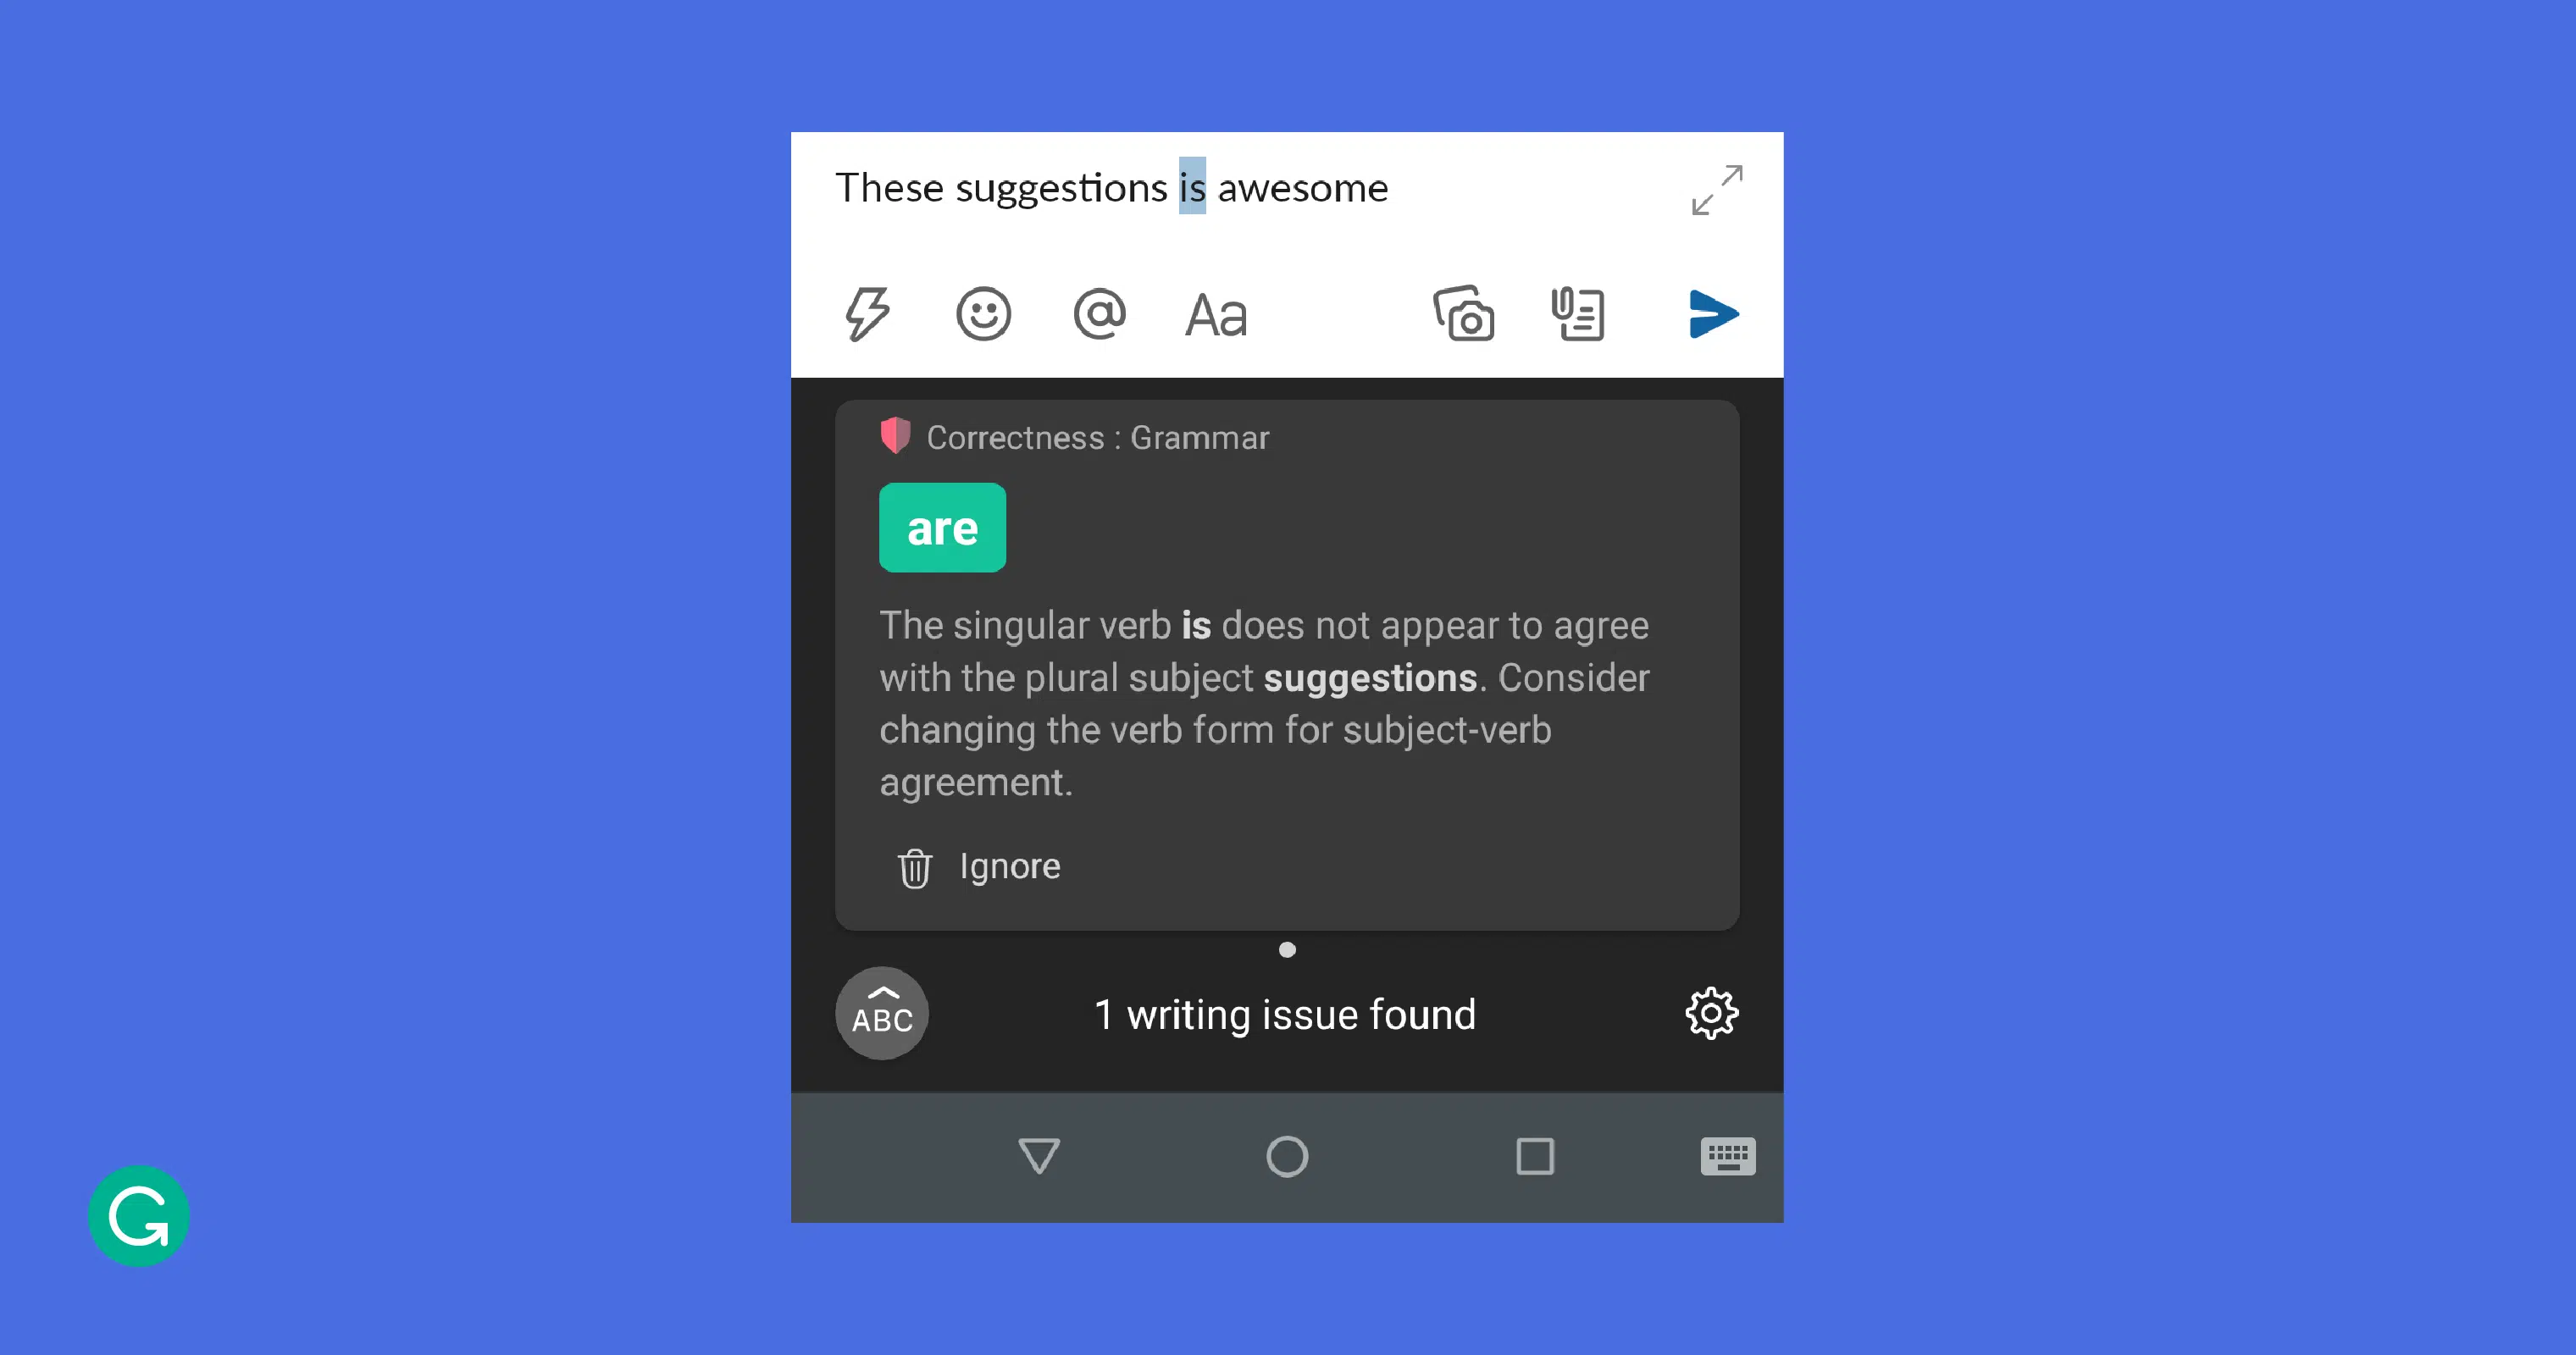 These suggestions is awesome
@ Aa
Correctness : Grammar
are
The singular verb is does not appear to agree
with the plural subject suggestions. Consider
changing the verb form for subject-verb
agreement.
Ignore
ABC
1 writing issue found
G